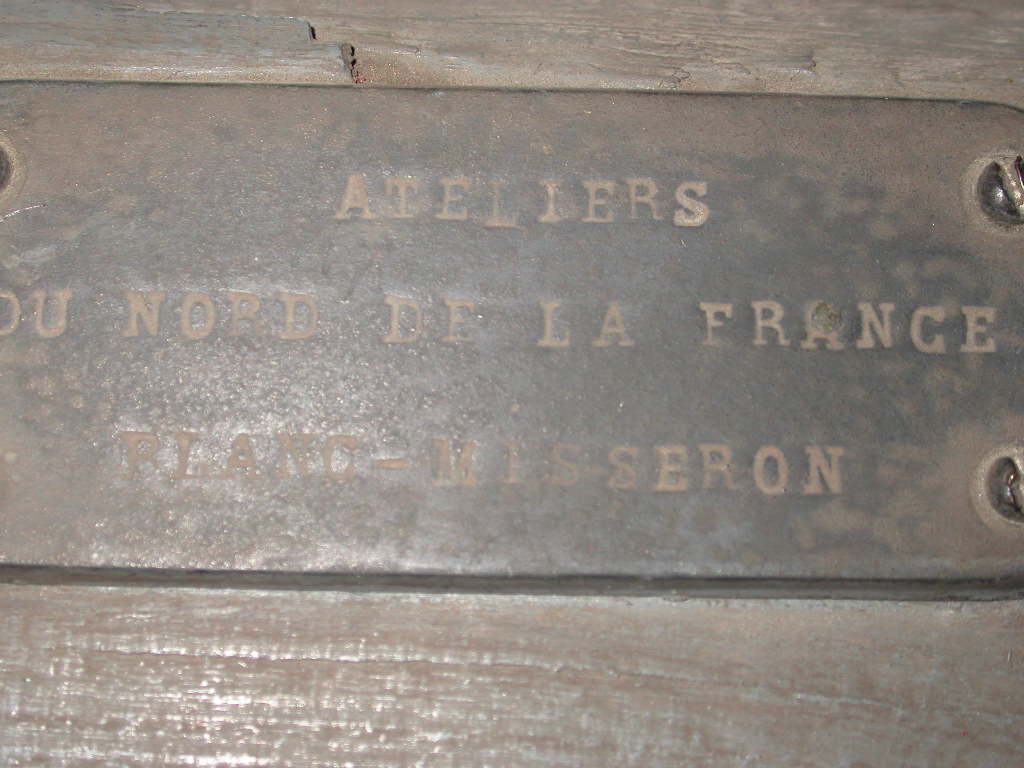 ATELIERS
DU NORD DE LA FRANCE
BLANC-MISSERON